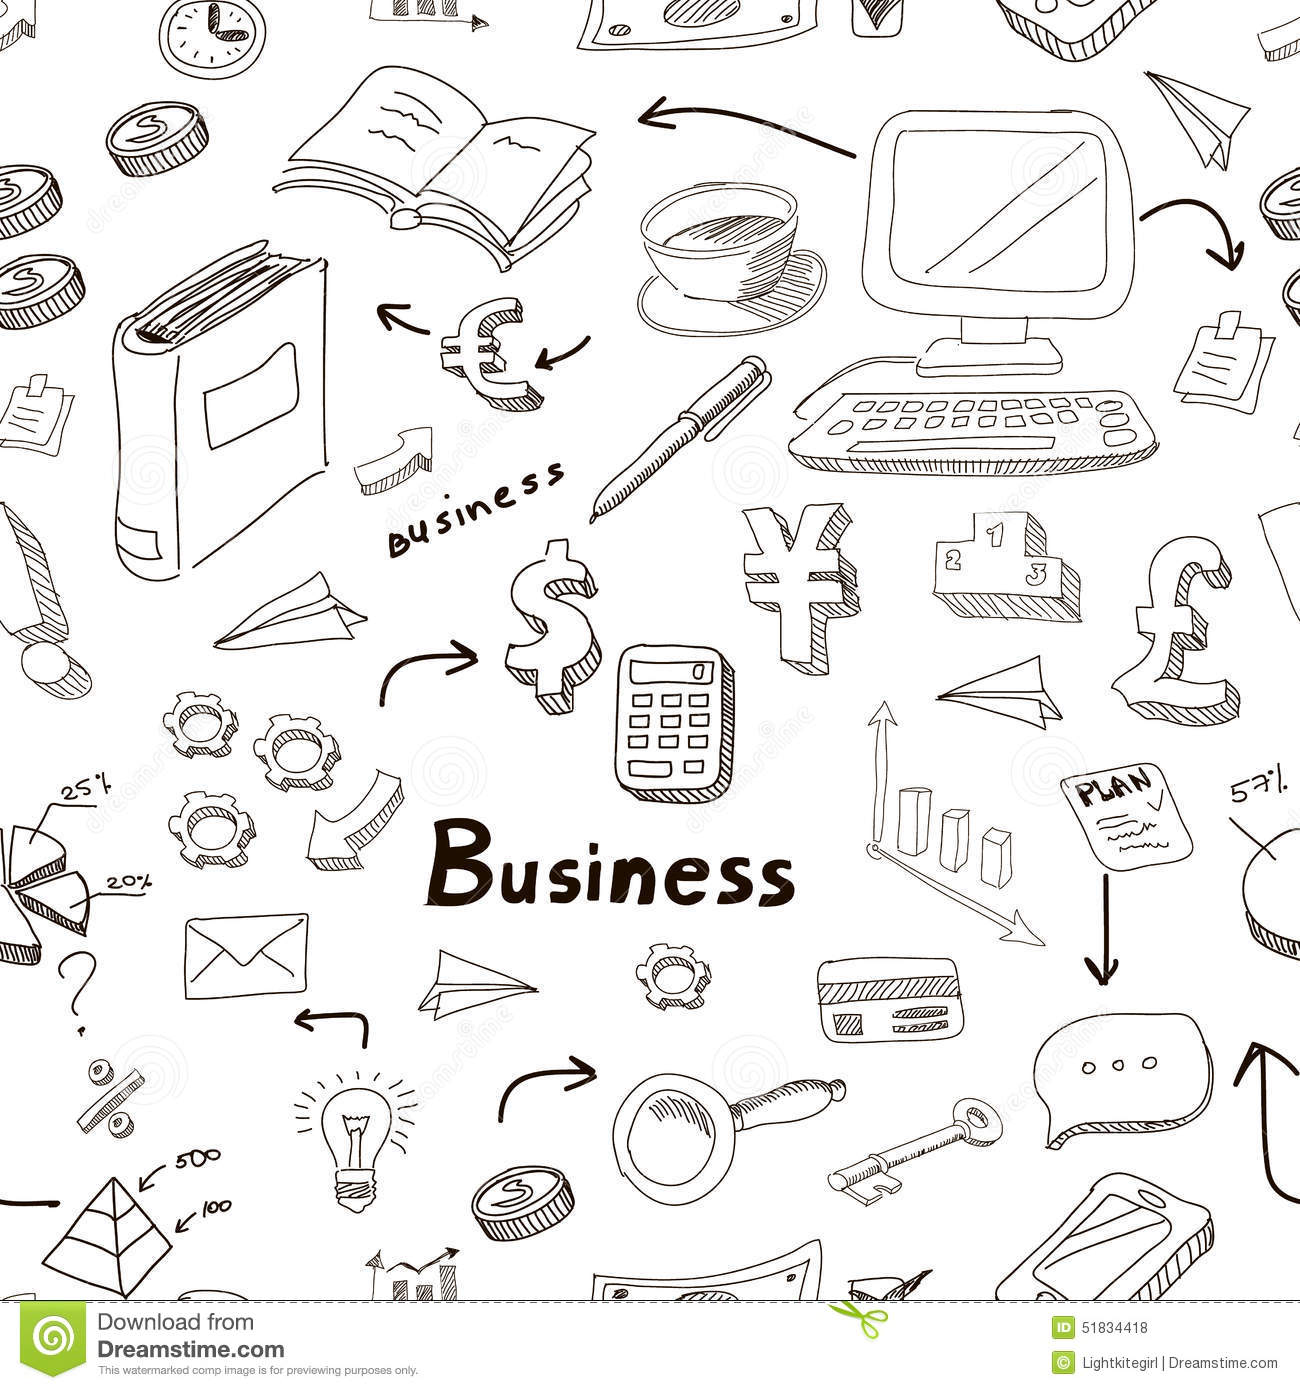 Business
1
2
3
0
25%
PLAN
57%
20%
Business
500
100
Download from
Dreamstime.com
This watermarked comp image is for previewing purposes only.
ID 51834418
© Lightkitegirl | Dreamstime.com